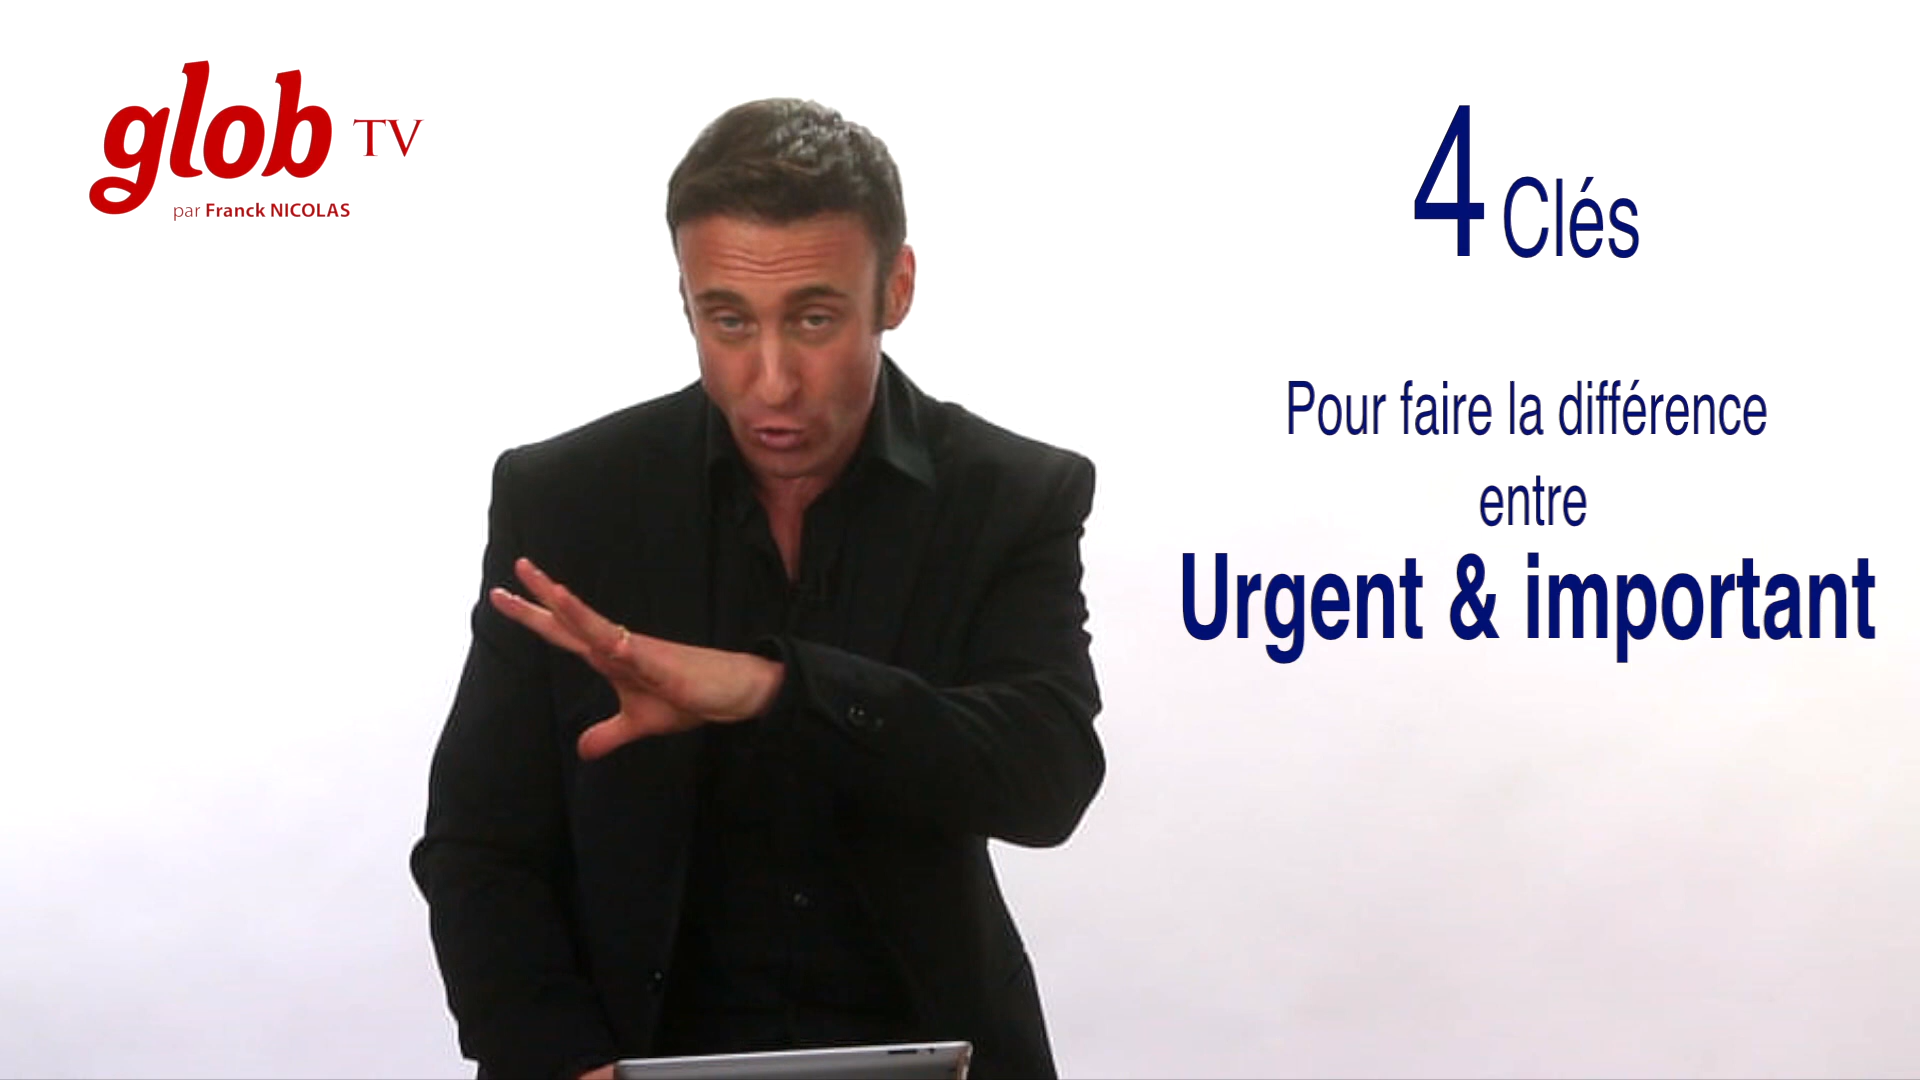 glob TV
par Franck NICOLAS
4 Clés
Pour faire la différence
entre
Urgent & important